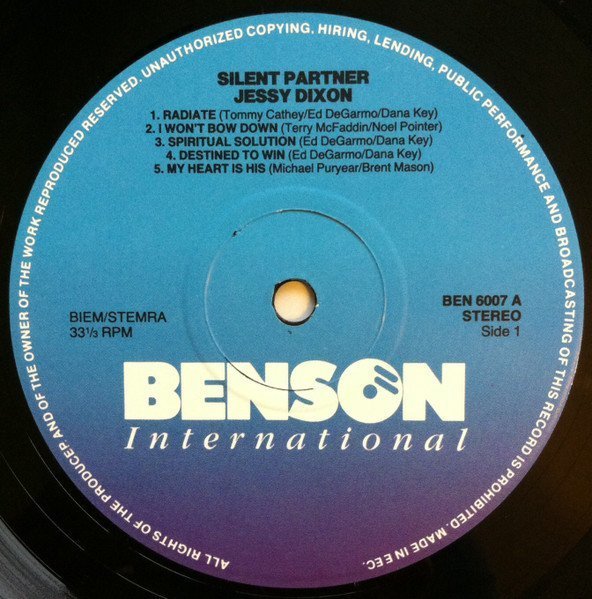 ALL RIGHTS OF THE PRODUCER AND OF THE OWNER OF THE WORK REPRODUCED RESERVED. UNAUTHORIZED COPYING, HIRING, LENDING, PUBLIC PERFORMANCE AND BROADCASTING OF THIS RECORD IS PROHIBITED. MADE IN EEC.
SILENT PARTNER
JESSY DIXON
1. RADIATE (Tommy Cathey/Ed DeGarmo/Dana Key)
2. I WON'T BOW DOWN (Terry McFaddin/Noel Pointer)
3. SPIRITUAL SOLUTION (Ed DeGarmo/Dana Key)
4. DESTINED TO WIN (Ed DeGarmo/Dana Key)
5. MY HEART IS HIS (Michael Puryear/Brent Mason)
BIEM/STEMRA
33⅓ RPM
BEN 6007 A
STEREO
Side 1
BENSON
International